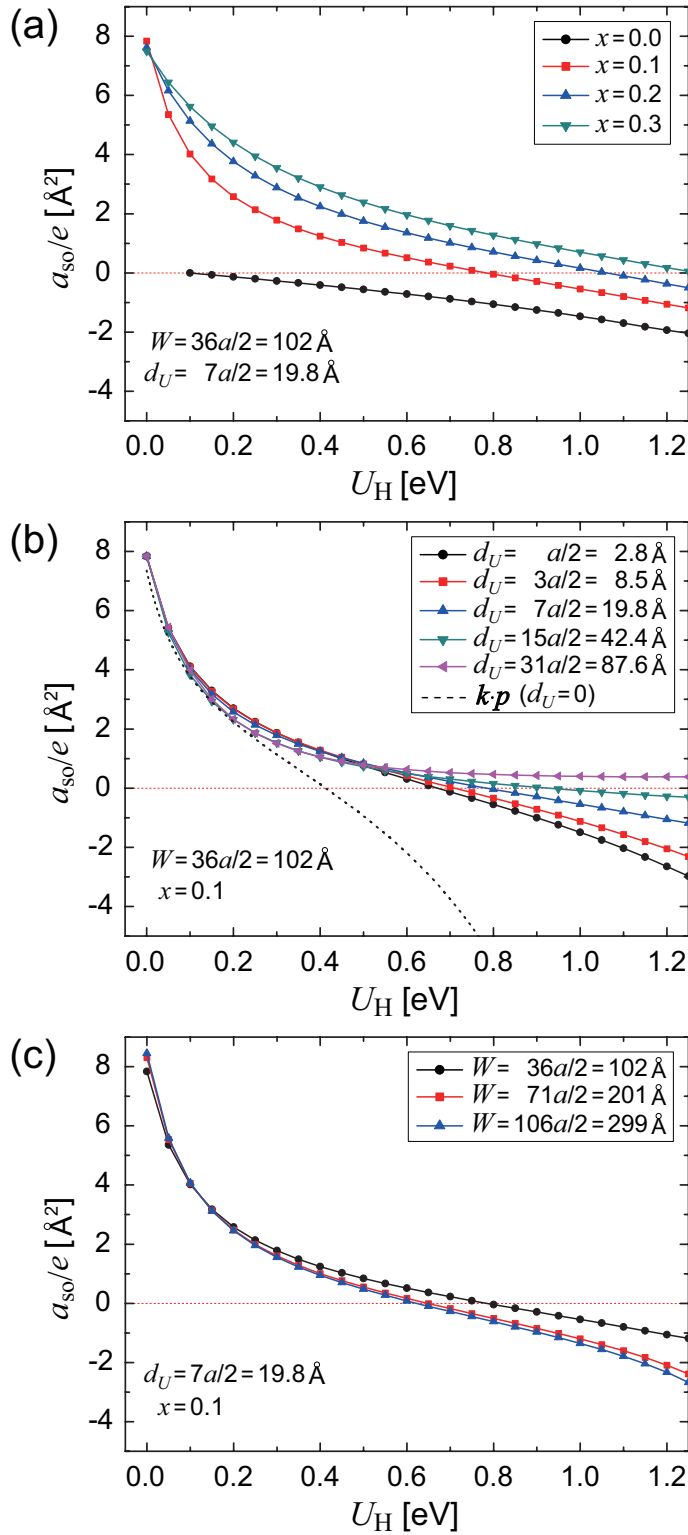 (a)
8
6
4
2
0
-2
-4
a_so/e [Å²]
x = 0.0
x = 0.1
x = 0.2
x = 0.3
W = 36a/2 = 102 Å
d_U = 7a/2 = 19.8 Å
0.0 0.2 0.4 0.6 0.8 1.0 1.2
U_H [eV]
(b)
8
6
4
2
0
-2
-4
a_so/e [Å²]
d_U = a/2 = 2.8 Å
d_U = 3a/2 = 8.5 Å
d_U = 7a/2 = 19.8 Å
d_U = 15a/2 = 42.4 Å
d_U = 31a/2 = 87.6 Å
k·p (d_U = 0)
W = 36a/2 = 102 Å
x = 0.1
0.0 0.2 0.4 0.6 0.8 1.0 1.2
U_H [eV]
(c)
8
6
4
2
0
-2
-4
a_so/e [Å²]
W = 36a/2 = 102 Å
W = 71a/2 = 201 Å
W = 106a/2 = 299 Å
d_U = 7a/2 = 19.8 Å
x = 0.1
0.0 0.2 0.4 0.6 0.8 1.0 1.2
U_H [eV]